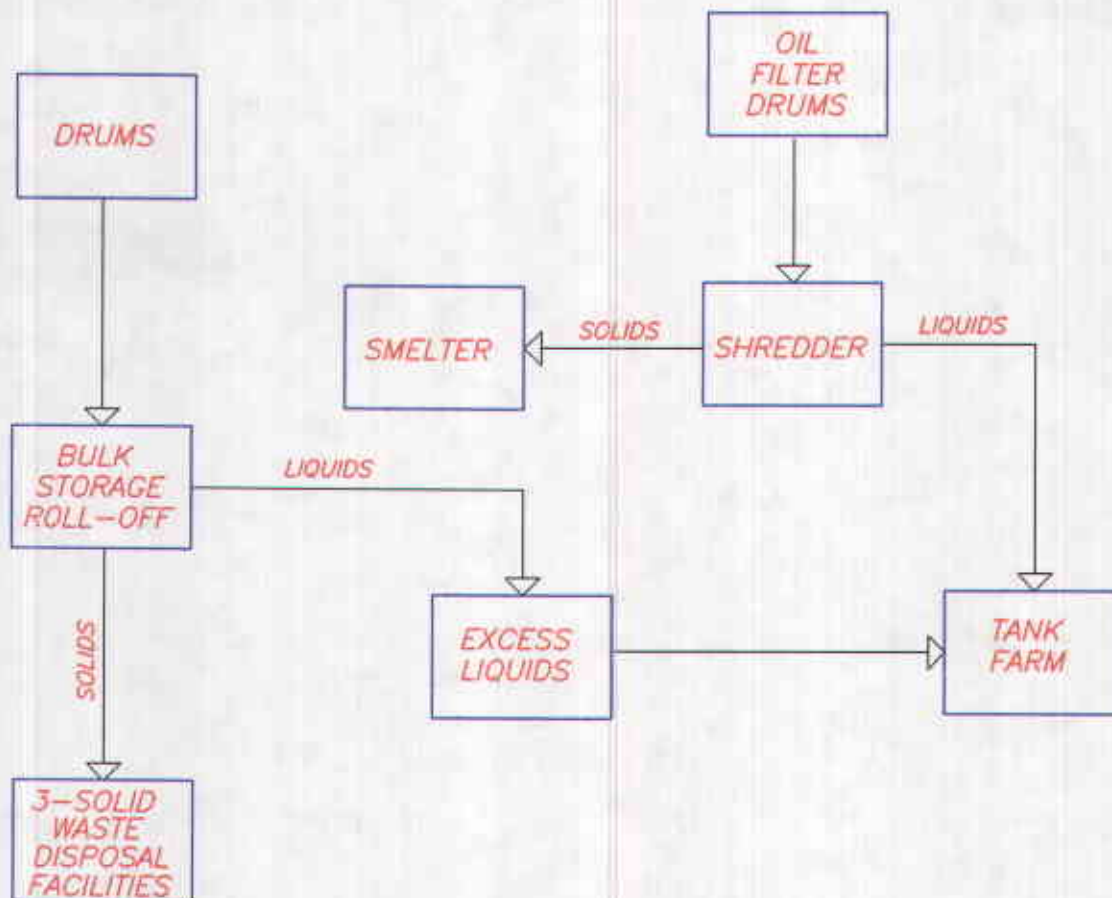 OIL
FILTER
DRUMS
DRUMS
SMELTER
SOLIDS
SHREDDER
LIQUIDS
BULK
STORAGE
ROLL-OFF
LIQUIDS
SOLIDS
EXCESS
LIQUIDS
TANK
FARM
3-SOLID
WASTE
DISPOSAL
FACILITIES